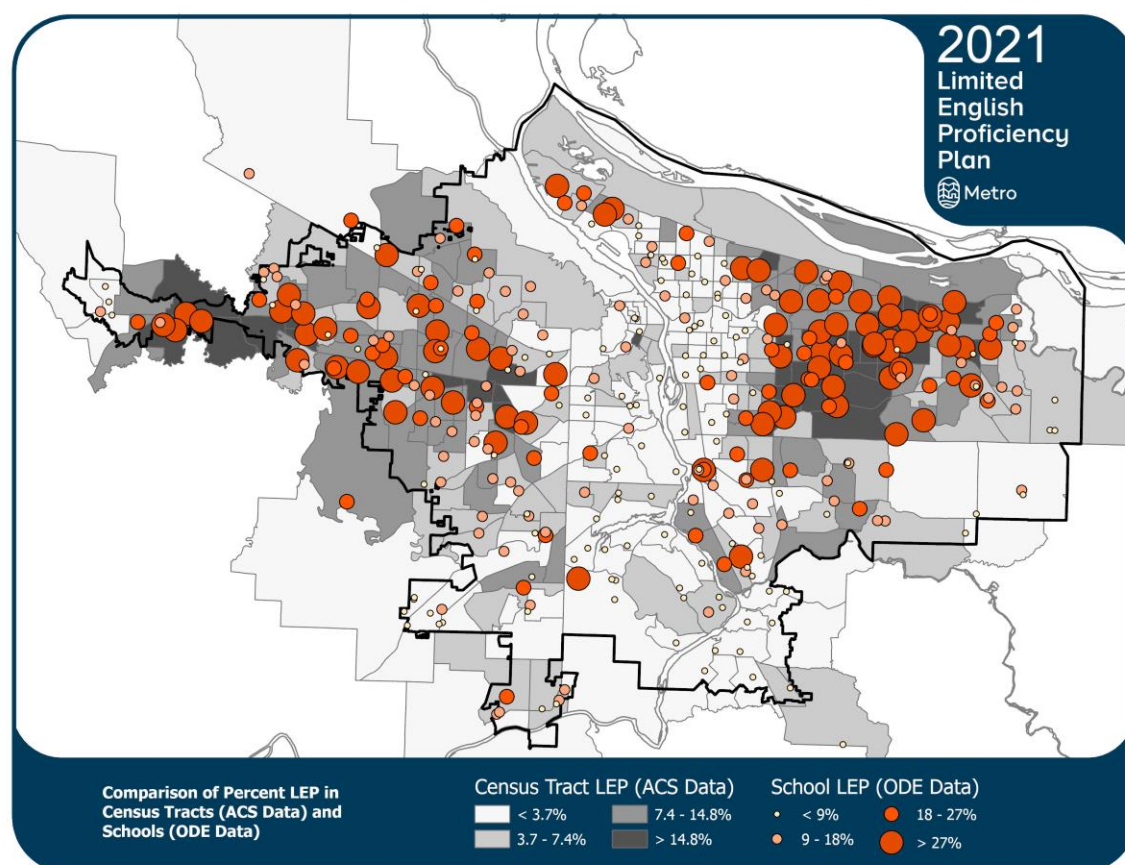 2021
Limited
English
Proficiency
Plan
Metro
Comparison of Percent LEP in
Census Tracts (ACS Data) and
Schools (ODE Data)
Census Tract LEP (ACS Data)
< 3.7%
3.7 - 7.4%
7.4 - 14.8%
> 14.8%
School LEP (ODE Data)
< 9%
9 - 18%
18 - 27%
> 27%